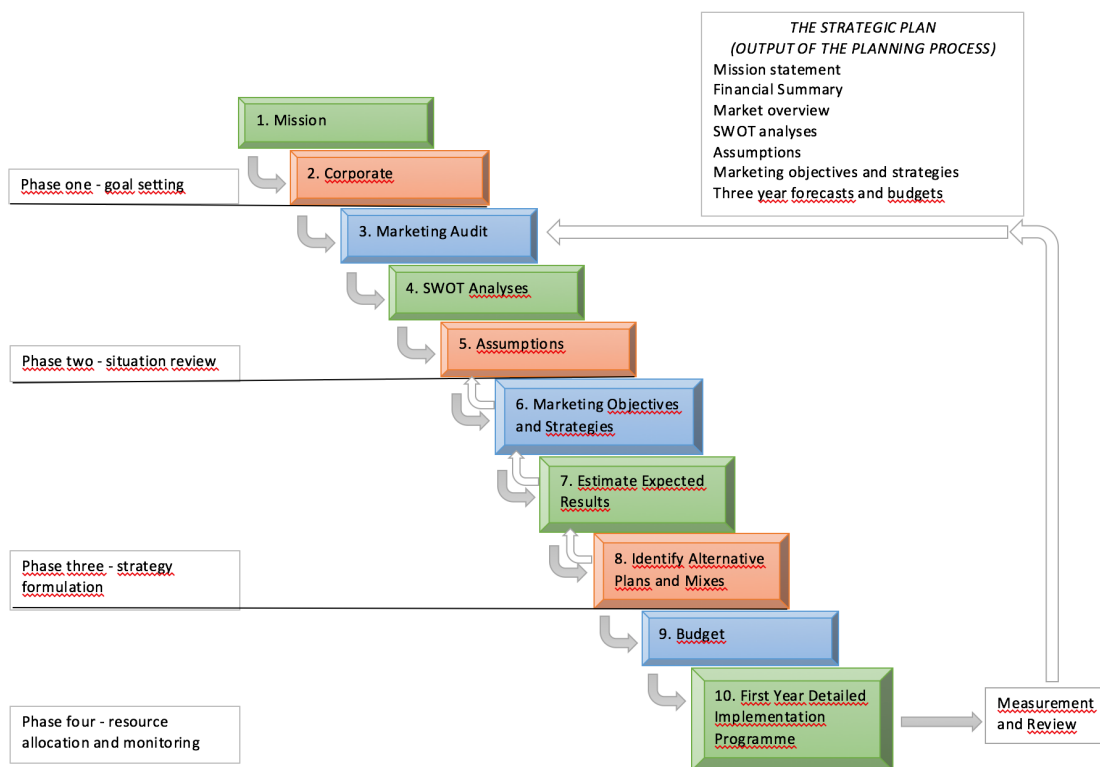 THE STRATEGIC PLAN
(OUTPUT OF THE PLANNING PROCESS)
Mission statement
Financial Summary
Market overview
SWOT analyses
Assumptions
Marketing objectives and strategies
Three year forecasts and budgets
1. Mission
2. Corporate
Phase one - goal setting
3. Marketing Audit
4. SWOT Analyses
5. Assumptions
Phase two - situation review
6. Marketing Objectives
and Strategies
7. Estimate Expected
Results
8. Identify Alternative
Plans and Mixes
Phase three - strategy
formulation
9. Budget
10. First Year Detailed
Implementation
Programme
Measurement
and Review
Phase four - resource
allocation and monitoring